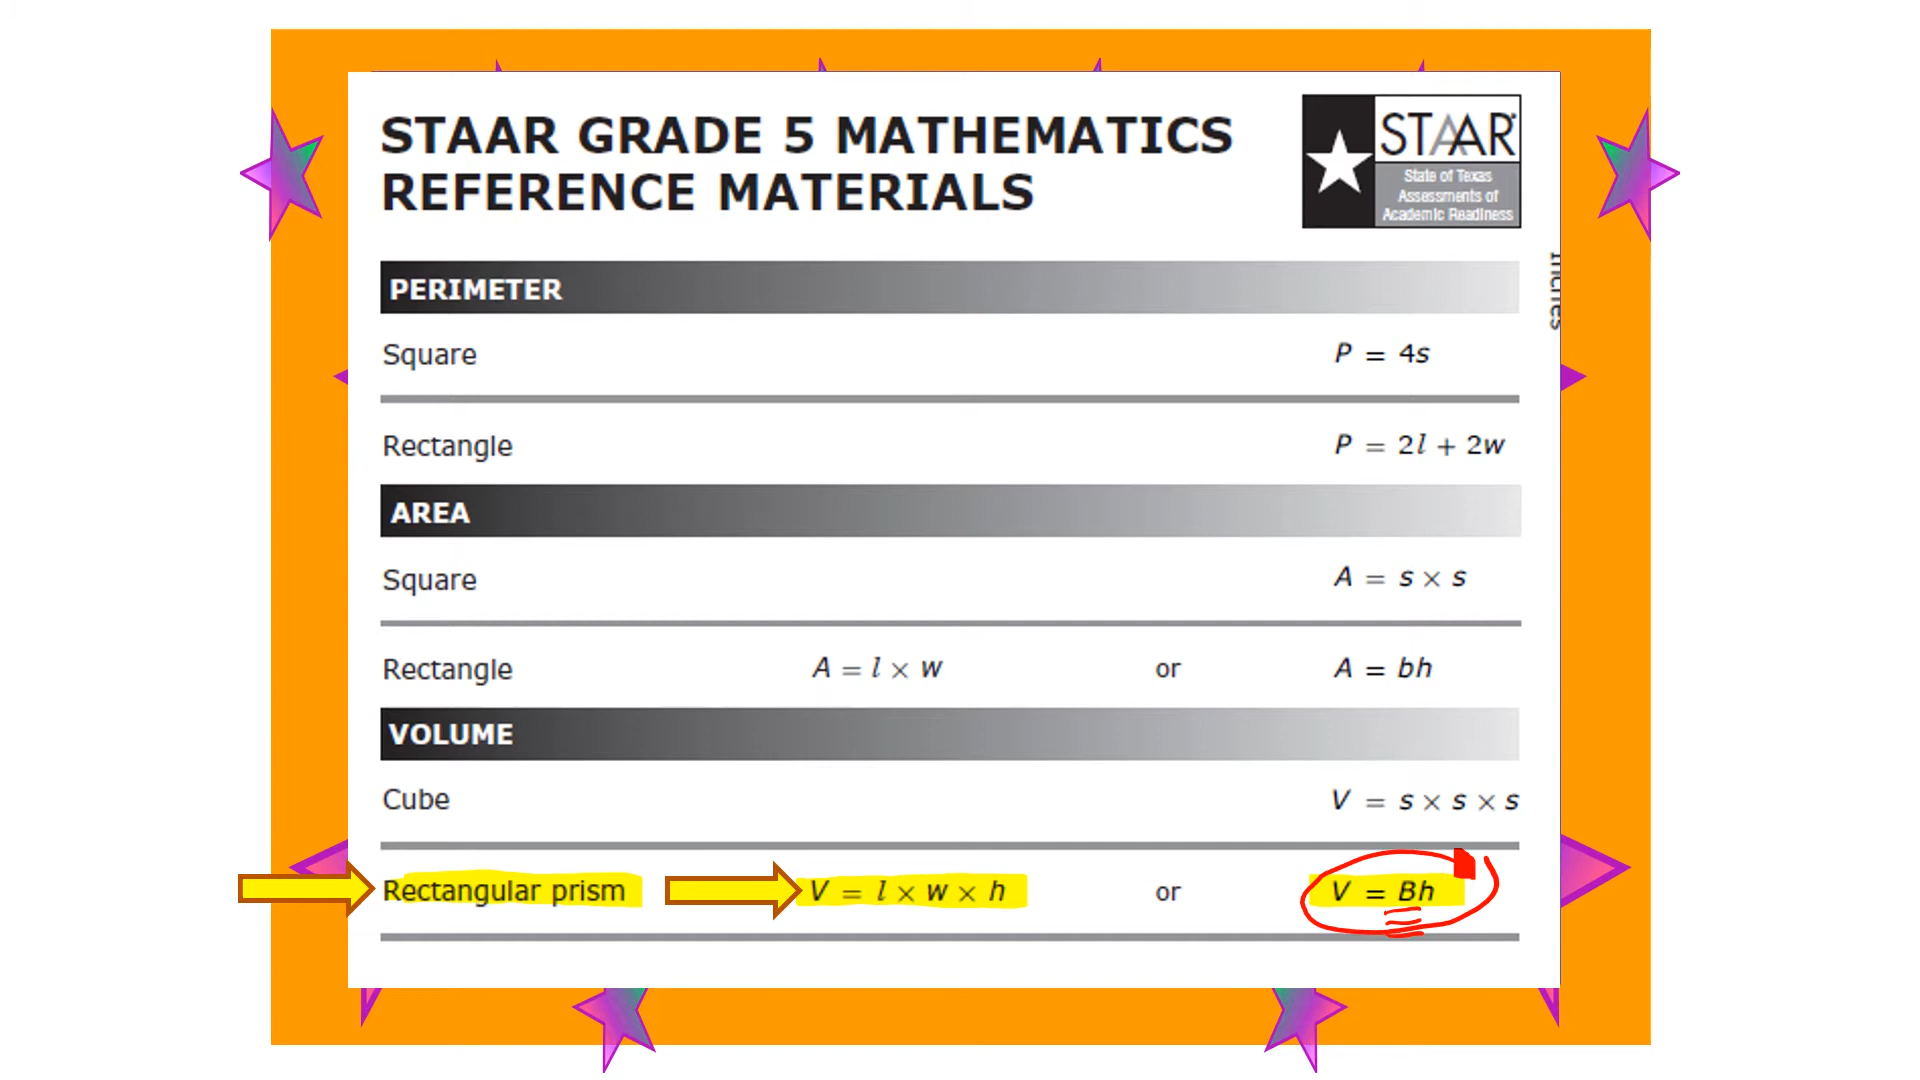 STAAR GRADE 5 MATHEMATICS
REFERENCE MATERIALS
STAAR
State of Texas
Assessments of
Academic Readiness
Inches
PERIMETER
Square P = 4s
Rectangle P = 2l + 2w
AREA
Square A = s × s
Rectangle A = l × w or A = bh
VOLUME
Cube V = s × s × s
Rectangular prism V = l × w × h or V = Bh